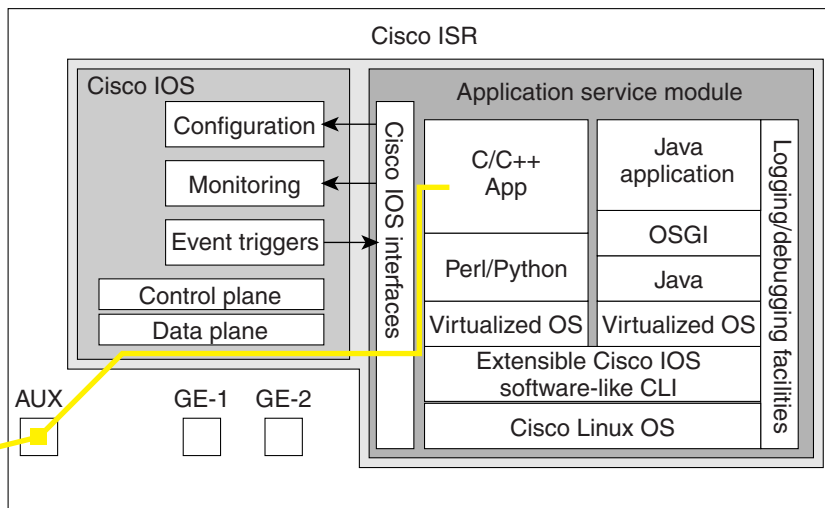 Cisco ISR
Cisco IOS
Configuration
Monitoring
Event triggers
Control plane
Data plane
AUX
GE-1
GE-2
Cisco IOS interfaces
Application service module
C/C++
App
Perl/Python
Virtualized OS
Java
application
OSGI
Java
Virtualized OS
Extensible Cisco IOS
software-like CLI
Cisco Linux OS
Logging/debugging facilities